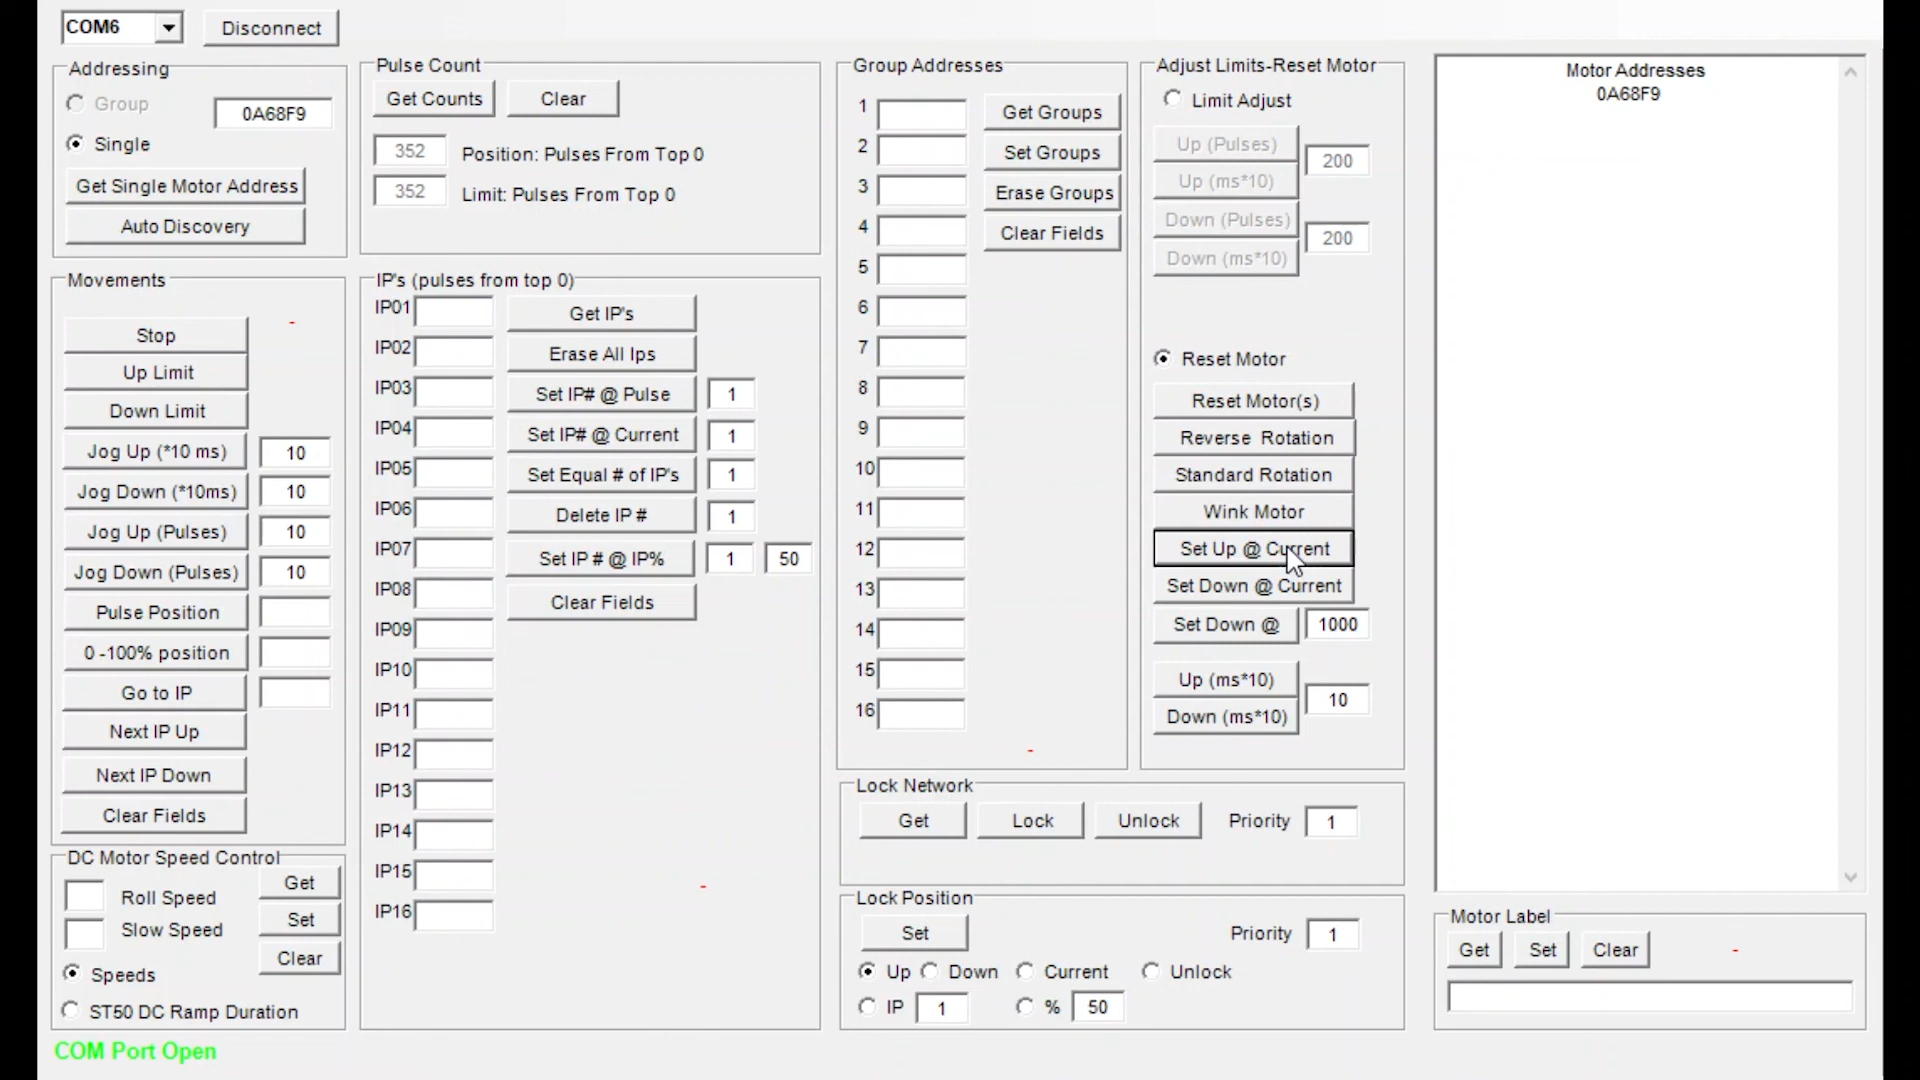 COM6
Disconnect
Addressing
Group
0A68F9
Single
Get Single Motor Address
Auto Discovery
Movements
-
Stop
Up Limit
Down Limit
Jog Up (*10 ms) 10
Jog Down (*10ms) 10
Jog Up (Pulses) 10
Jog Down (Pulses) 10
Pulse Position
0 -100% position
Go to IP
Next IP Up
Next IP Down
Clear Fields
DC Motor Speed Control
Roll Speed
Slow Speed
Get
Set
Clear
Speeds
ST50 DC Ramp Duration
COM Port Open
Pulse Count
Get Counts
Clear
352 Position: Pulses From Top 0
352 Limit: Pulses From Top 0
IP's (pulses from top 0)
IP01
IP02
IP03
IP04
IP05
IP06
IP07
IP08
IP09
IP10
IP11
IP12
IP13
IP14
IP15
IP16
Get IP's
Erase All Ips
Set IP# @ Pulse 1
Set IP# @ Current 1
Set Equal # of IP's 1
Delete IP # 1
Set IP # @ IP% 1 50
Clear Fields
-
Group Addresses
1
2
3
4
5
6
7
8
9
10
11
12
13
14
15
16
Get Groups
Set Groups
Erase Groups
Clear Fields
-
Adjust Limits-Reset Motor
Limit Adjust
Up (Pulses)
Up (ms*10)
200
Down (Pulses)
Down (ms*10)
200
Reset Motor
Reset Motor(s)
Reverse Rotation
Standard Rotation
Wink Motor
Set Up @ Current
Set Down @ Current
Set Down @ 1000
Up (ms*10)
Down (ms*10)
10
Lock Network
Get
Lock
Unlock
Priority 1
Lock Position
Set
Priority 1
Up
Down
Current
Unlock
IP 1
% 50
Motor Addresses
0A68F9
Motor Label
Get
Set
Clear
-